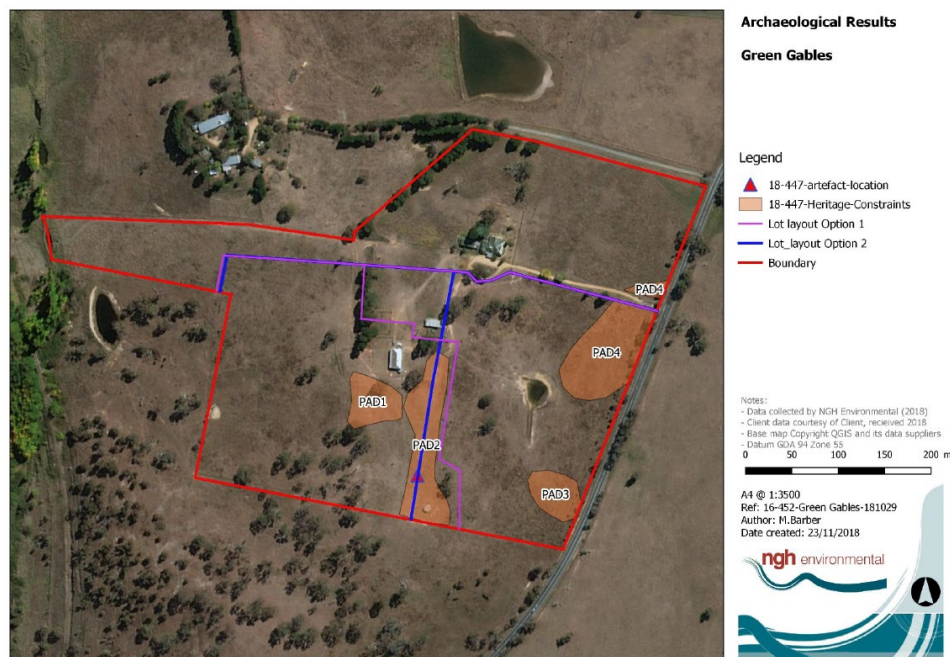 Archaeological Results
Green Gables
Legend
18-447-artefact-location
18-447-Heritage-Constraints
Lot layout Option 1
Lot_layout Option 2
Boundary
PAD4
PAD4
PAD1
PAD2
PAD3
Notes:
- Data collected by NGH Environmental (2018)
- Client data courtesy of Client, received 2018
- Base map Copyright QGIS and its data suppliers
- Datum GDA 94 Zone 55
0 50 100 150 200 m
A4 @ 1:3500
Ref: 16-452-Green Gables-181029
Author: M.Barber
Date created: 23/11/2018
ngh environmental